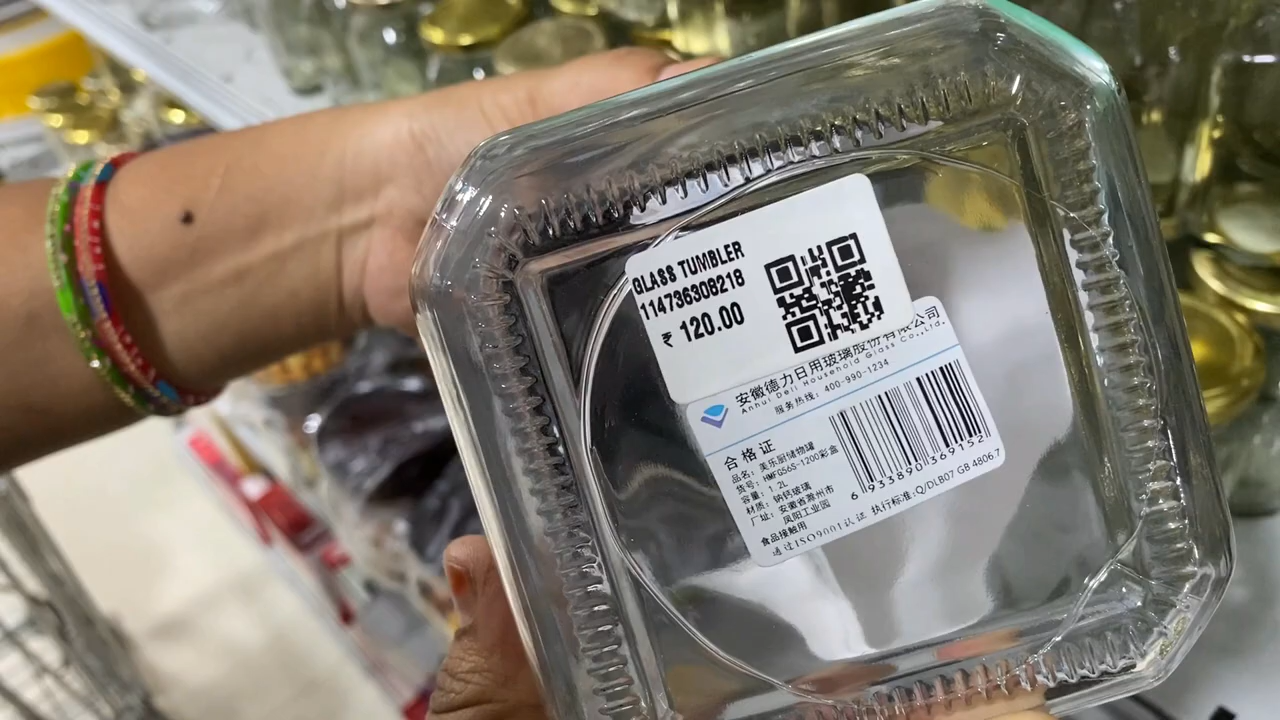 GLASS TUMBLER
114736308218
₹ 120.00
安徽德力日用玻璃股份有限公司
Anhui Deli Household Glass Co.,Ltd.
服务热线: 400-990-1234
合格证
品名: 美乐厨储物罐
货号: HMFG56S-1200彩盒
容量: 1.2L
材质: 钠钙玻璃
厂址: 安徽省滁州市
凤阳工业园
食品接触用
通过ISO9001认证 执行标准:Q/DLB07 GB 4806.7
6 933890 369152